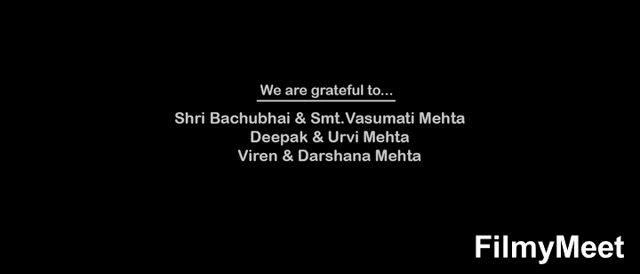 We are grateful to...
Shri Bachubhai & Smt.Vasumati Mehta
Deepak & Urvi Mehta
Viren & Darshana Mehta
FilmyMeet